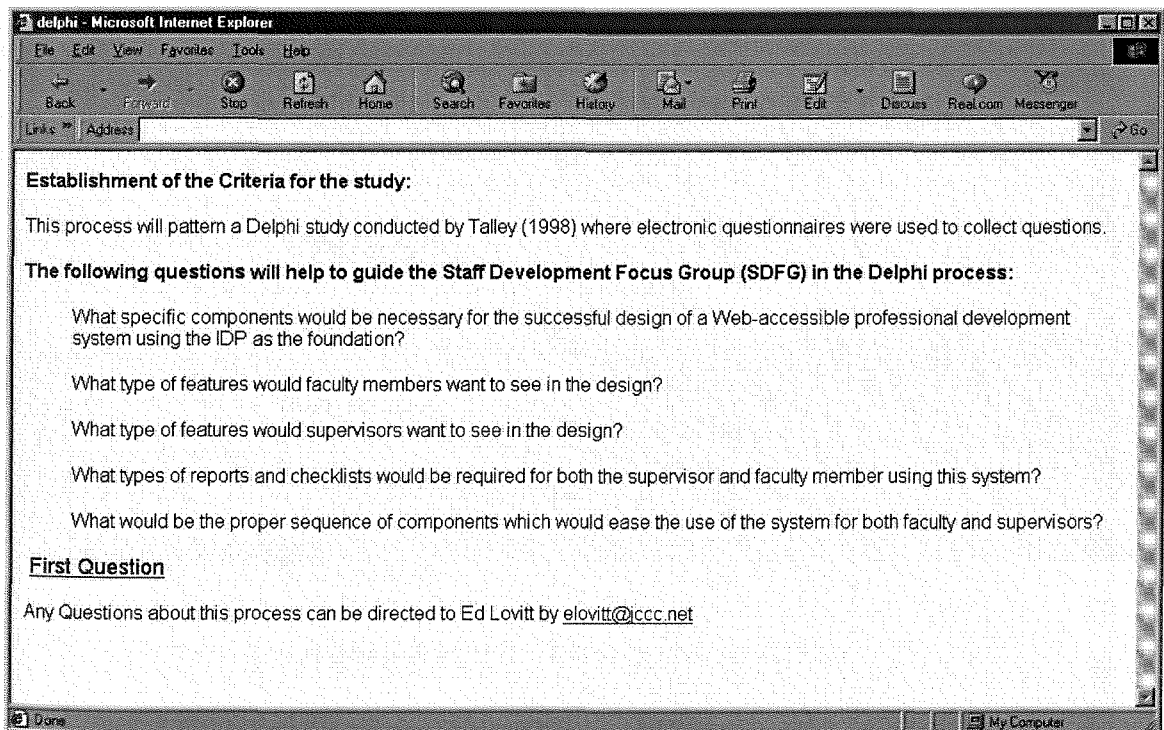 delphi - Microsoft Internet Explorer
File Edit View Favorites Tools Help
Back Forward Stop Refresh Home Search Favorites History Mail Print Edit Discuss Real.com Messenger
Links » Address Go
Establishment of the Criteria for the study:
This process will pattern a Delphi study conducted by Talley (1998) where electronic questionnaires were used to collect questions.
The following questions will help to guide the Staff Development Focus Group (SDFG) in the Delphi process:
What specific components would be necessary for the successful design of a Web-accessible professional development
system using the IDP as the foundation?
What type of features would faculty members want to see in the design?
What type of features would supervisors want to see in the design?
What types of reports and checklists would be required for both the supervisor and faculty member using this system?
What would be the proper sequence of components which would ease the use of the system for both faculty and supervisors?
First Question
Any Questions about this process can be directed to Ed Lovitt by elovitt@jccc.net
Done My Computer